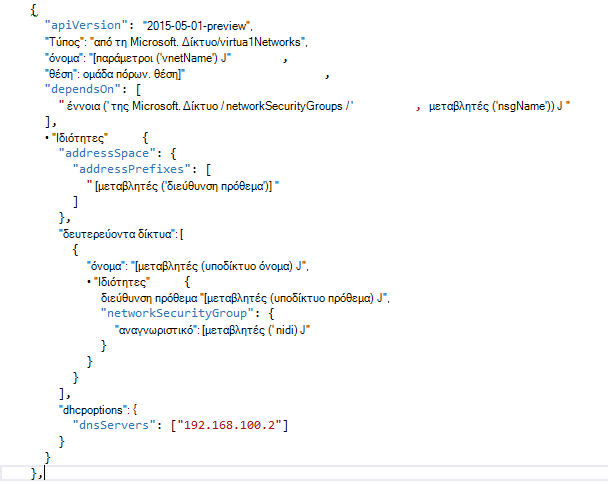 {
"apiVersion": "2015-05-01-preview",
"Τύπος": "από τη Microsoft. Δίκτυο/virtua1Networks",
"όνομα": "[παράμετροι ('vnetName') J" ,
"θέση": ομάδα πόρων. θέση]" ,
"dependsOn": [
" έννοια (' της Microsoft. Δίκτυο / networkSecurityGroups / ' , μεταβλητές ('nsgName')) J "
],
• "Ιδιότητες" {
"addressSpace": {
"addressPrefixes": [
" [μεταβλητές ('διεύθυνση πρόθεμα')] "
]
},
"δευτερεύοντα δίκτυα": [
{
"όνομα": "[μεταβλητές (υποδίκτυο όνομα) J",
• "Ιδιότητες" {
διεύθυνση πρόθεμα "[μεταβλητές (υποδίκτυο πρόθεμα) J",
"networkSecurityGroup": {
"αναγνωριστικό": [μεταβλητές (' nidi) J"
}
}
}
],
"dhcpoptions": {
"dnsServers": ["192.168.100.2"]
}
}
},